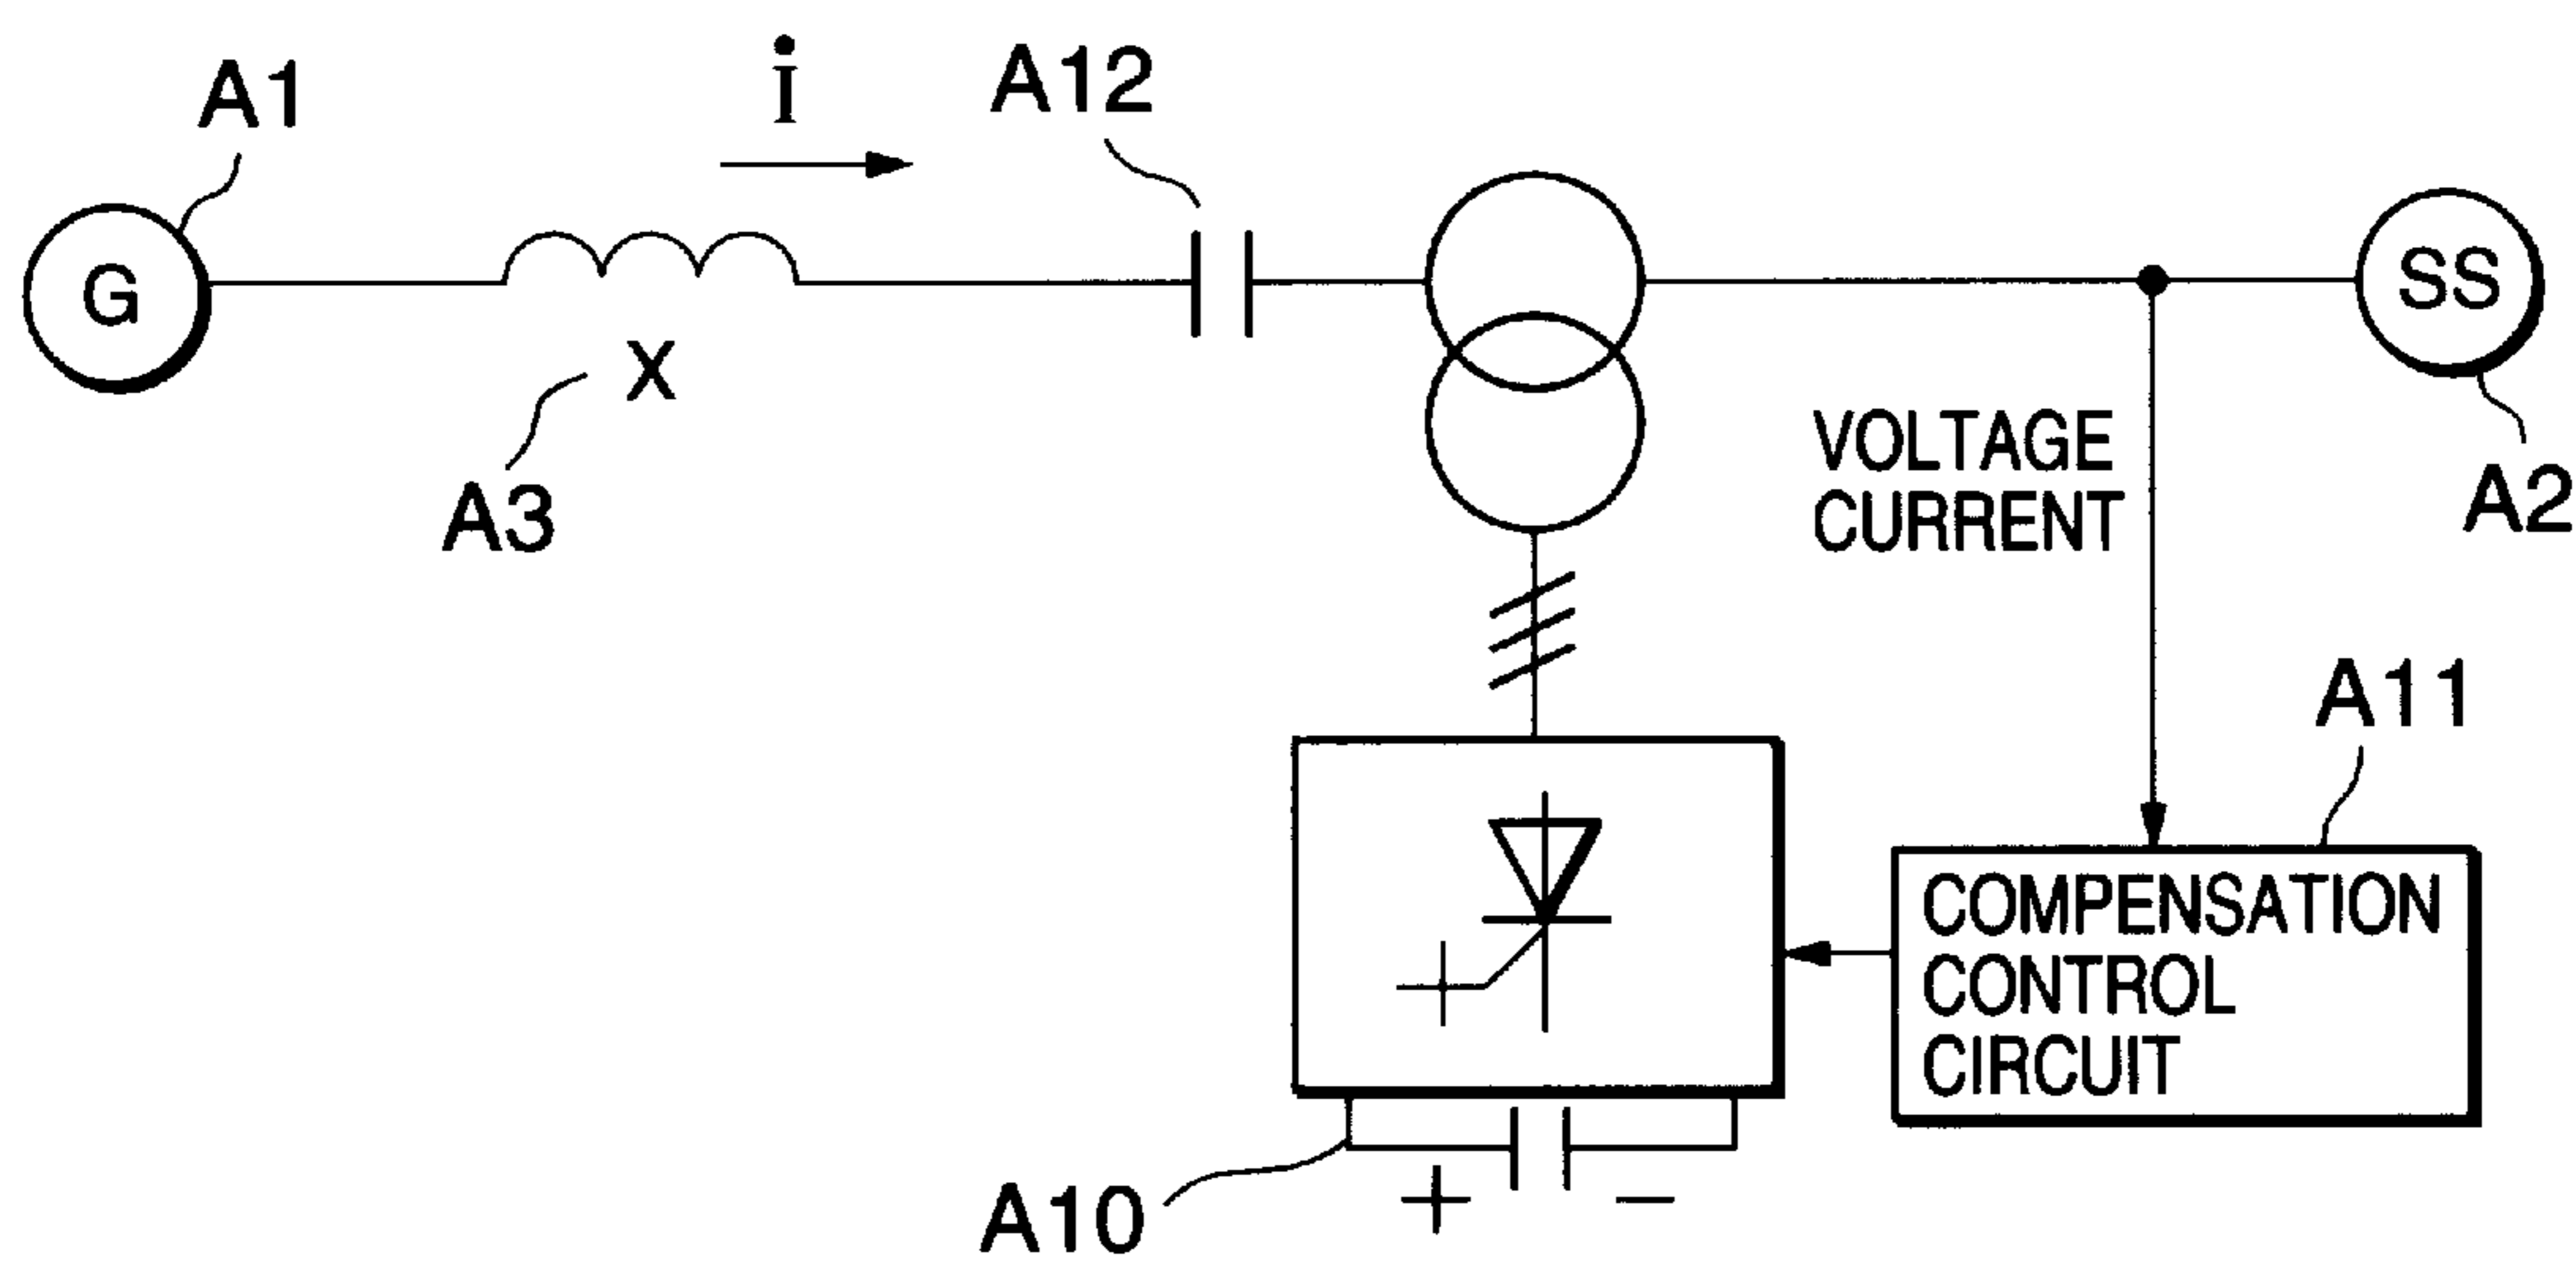 A1
İ
A12
G
SS
X
A3
VOLTAGE
CURRENT
A2
A11
COMPENSATION
CONTROL
CIRCUIT
A10
+
−